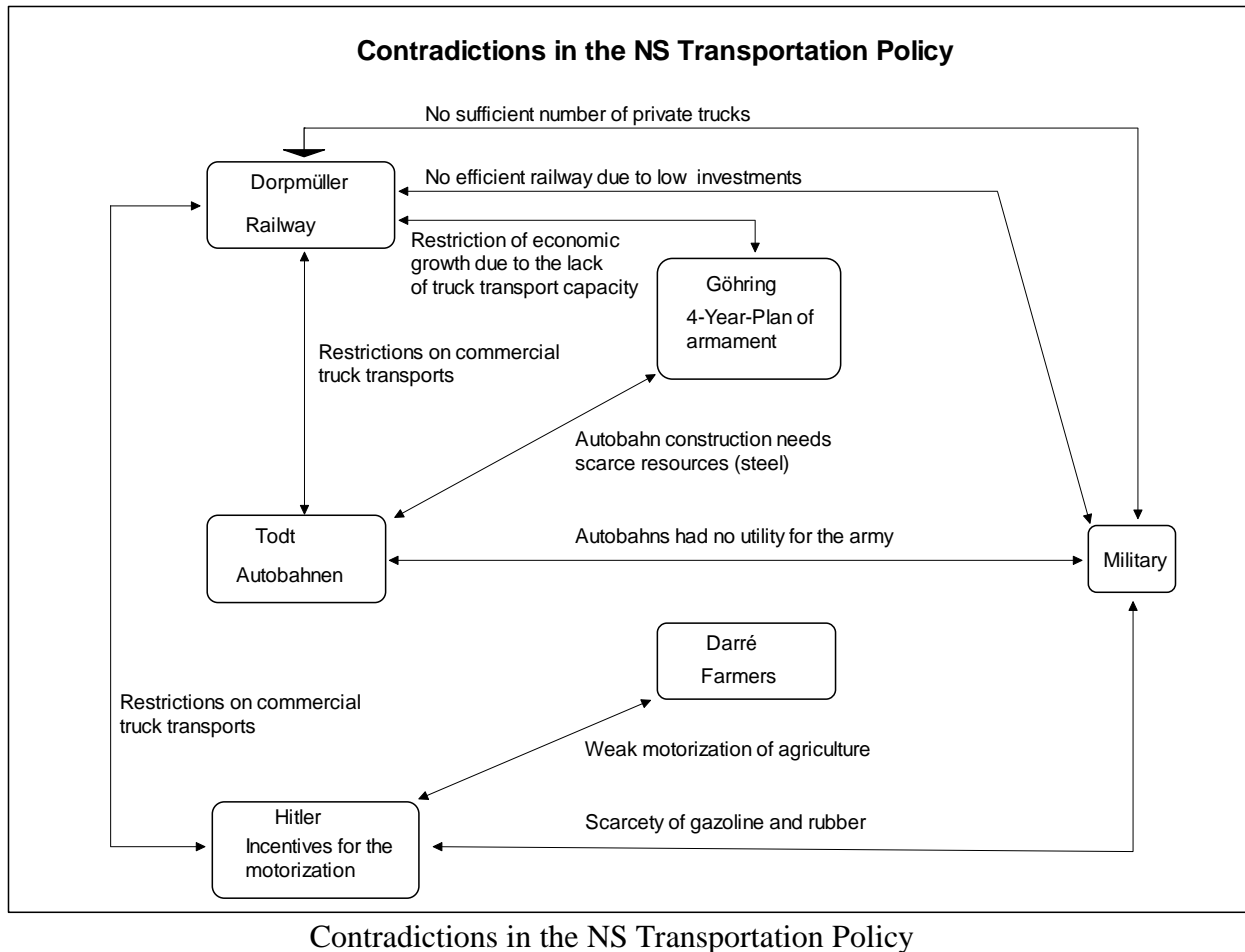 Contradictions in the NS Transportation Policy
No sufficient number of private trucks
Dorpmüller
Railway
No efficient railway due to low investments
Restriction of economic
growth due to the lack
of truck transport capacity
Göhring
4-Year-Plan of
armament
Restrictions on commercial
truck transports
Autobahn construction needs
scarce resources (steel)
Todt
Autobahnen
Autobahns had no utility for the army
Military
Darré
Farmers
Restrictions on commercial
truck transports
Weak motorization of agriculture
Hitler
Incentives for the
motorization
Scarcety of gazoline and rubber
Contradictions in the NS Transportation Policy